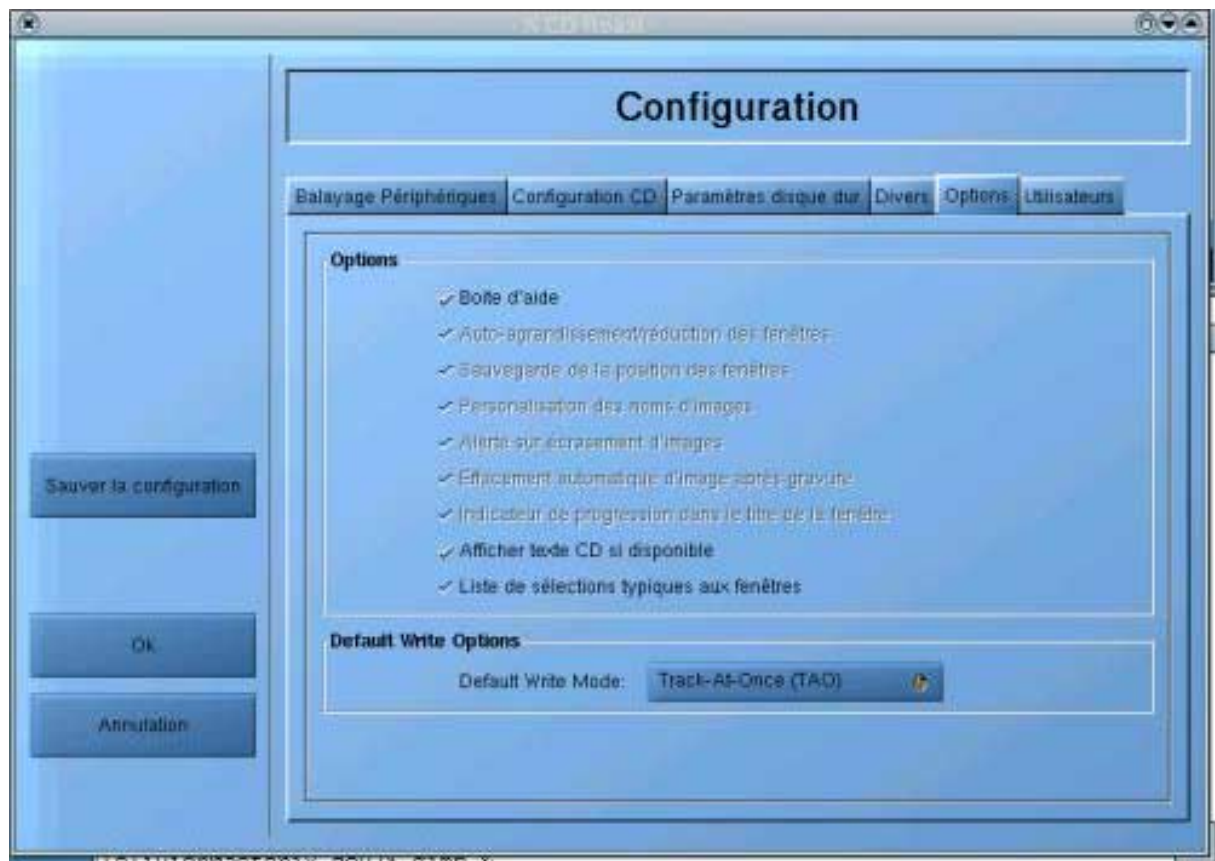 Configuration
Balayage Périphériques Configuration CD Paramètres disque dur Divers Options Utilisateurs
Options
Boîte d'aide
Auto-agrandissement/réduction des fenêtres
Sauvegarde de la position des fenêtres
Personalisation des noms d'images
Alerte sur écrasement d'images
Effacement automatique d'image après gravure
Indicateur de progression dans le titre de la fenêtre
Afficher texte CD si disponible
Liste de sélections typiques aux fenêtres
Sauver la configuration
Default Write Options
Ok
Default Write Mode: Track-At-Once (TAO)
Annulation